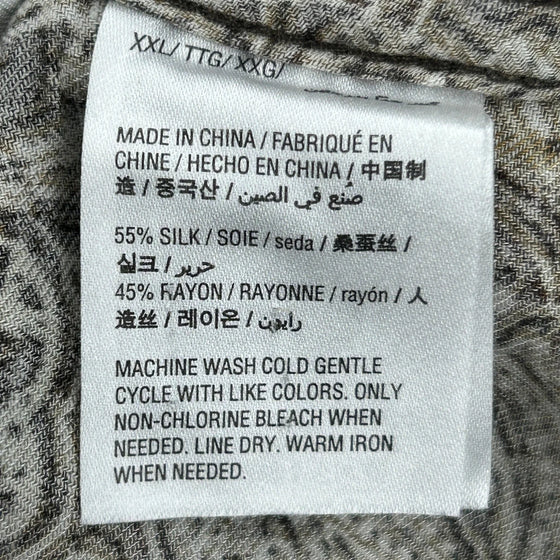 XXL/ TTG/ XXG/
MADE IN CHINA / FABRIQUÉ EN
CHINE / HECHO EN CHINA / 中国制
造 / 중국산 / صُنع في الصين
55% SILK / SOIE / seda / 桑蚕丝 /
실크 / حرير
45% RAYON / RAYONNE / rayón / 人
造丝 / 레이온 / رايون
MACHINE WASH COLD GENTLE
CYCLE WITH LIKE COLORS. ONLY
NON-CHLORINE BLEACH WHEN
NEEDED. LINE DRY. WARM IRON
WHEN NEEDED.